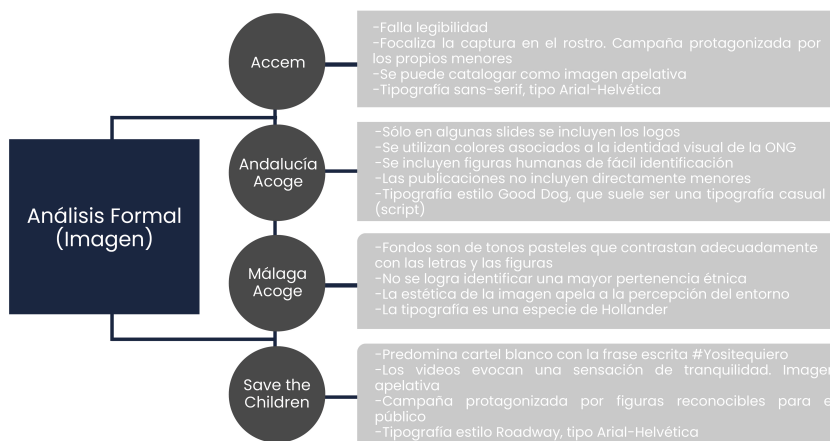 Análisis Formal
(Imagen)
Accem
-Falla legibilidad
-Focaliza la captura en el rostro. Campaña protagonizada por
los propios menores
-Se puede catalogar como imagen apelativa
-Tipografía sans-serif, tipo Arial-Helvética
Andalucía
Acoge
-Sólo en algunas slides se incluyen los logos
-Se utilizan colores asociados a la identidad visual de la ONG
-Se incluyen figuras humanas de fácil identificación
-Las publicaciones no incluyen directamente menores
-Tipografía estilo Good Dog, que suele ser una tipografía casual
(script)
Málaga
Acoge
-Fondos son de tonos pasteles que contrastan adecuadamente
con las letras y las figuras
-No se logra identificar una mayor pertenencia étnica
-La estética de la imagen apela a la percepción del entorno
-La tipografía es una especie de Hollander
Save the
Children
-Predomina cartel blanco con la frase escrita #Yositequiero
-Los videos evocan una sensación de tranquilidad. Imagen
apelativa
-Campaña protagonizada por figuras reconocibles para el
público
-Tipografía estilo Roadway, tipo Arial-Helvética